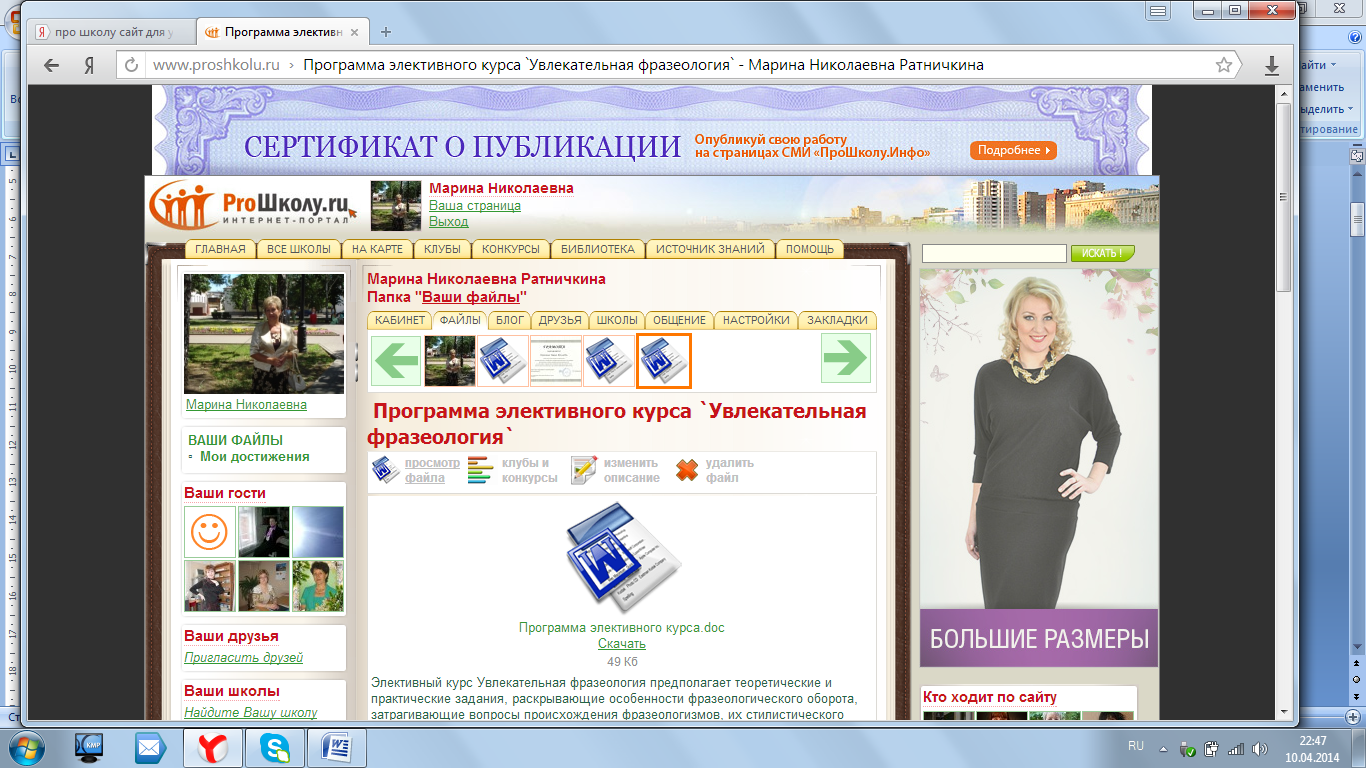 про школу сайт для у
Программа элективн
www.proshkolu.ru › Программа элективного курса `Увлекательная фразеология` - Марина Николаевна Ратничкина
айти
аменить
ыделить
тирование
СЕРТИФИКАТ О ПУБЛИКАЦИИ
Опубликуй свою работу
на страницах СМИ «ПроШколу.Инфо»
Подробнее
ProШколу.ru
ИНТЕРНЕТ-ПОРТАЛ
Марина Николаевна
Ваша страница
Выход
ГЛАВНАЯ ВСЕ ШКОЛЫ НА КАРТЕ КЛУБЫ КОНКУРСЫ БИБЛИОТЕКА ИСТОЧНИК ЗНАНИЙ ПОМОЩЬ
ИСКАТЬ !
Марина Николаевна
ВАШИ ФАЙЛЫ
Мои достижения
Ваши гости
Ваши друзья
Пригласить друзей
Ваши школы
Найдите Вашу школу
Марина Николаевна Ратничкина
Папка "Ваши файлы"
КАБИНЕТ ФАЙЛЫ БЛОГ ДРУЗЬЯ ШКОЛЫ ОБЩЕНИЕ НАСТРОЙКИ ЗАКЛАДКИ
Программа элективного курса `Увлекательная
фразеология`
просмотр
файла
клубы и
конкурсы
изменить
описание
удалить
файл
Программа элективного курса.doc
Скачать
49 Кб
Элективный курс Увлекательная фразеология предполагает теоретические и
практические задания, раскрывающие особенности фразеологического оборота,
затрагивающие вопросы происхождения фразеологизмов, их стилистического
БОЛЬШИЕ РАЗМЕРЫ
Кто ходит по сайту
RU
22:47
10.04.2014